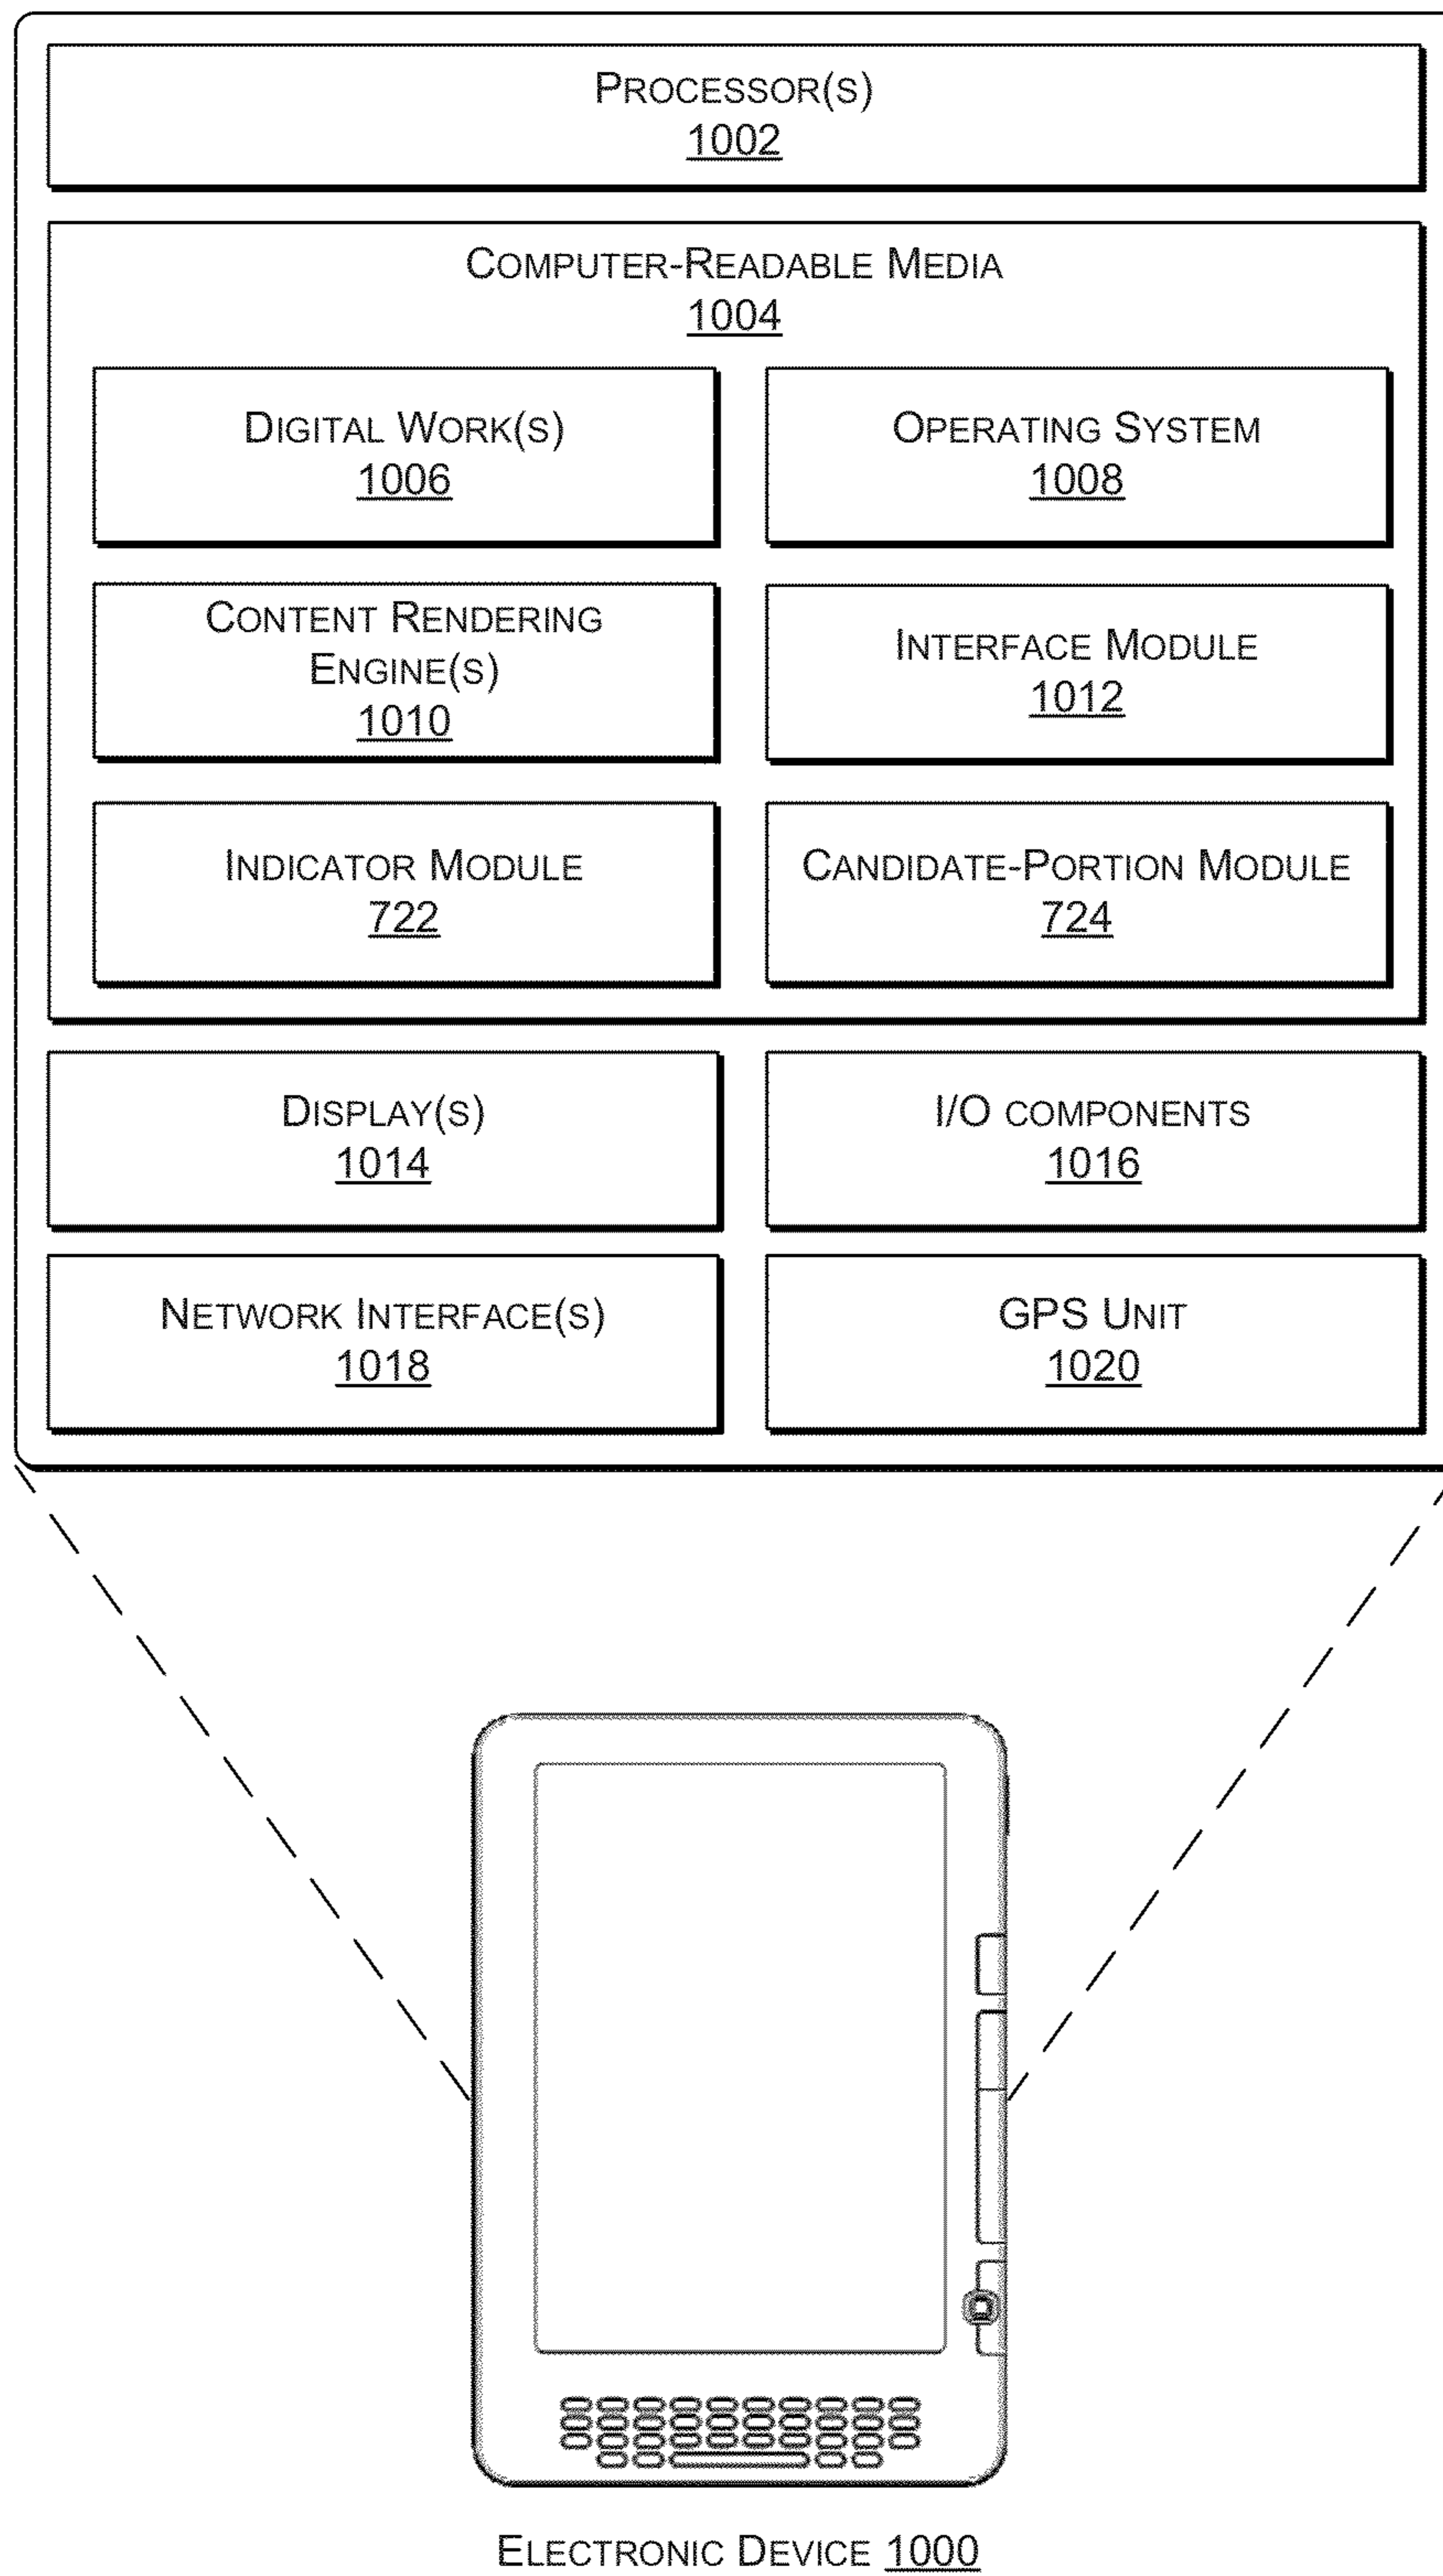 PROCESSOR(S)
1002
COMPUTER-READABLE MEDIA
1004
DIGITAL WORK(S)
1006
OPERATING SYSTEM
1008
CONTENT RENDERING
ENGINE(S)
1010
INTERFACE MODULE
1012
INDICATOR MODULE
722
CANDIDATE-PORTION MODULE
724
DISPLAY(S)
1014
I/O COMPONENTS
1016
NETWORK INTERFACE(S)
1018
GPS UNIT
1020
ELECTRONIC DEVICE 1000